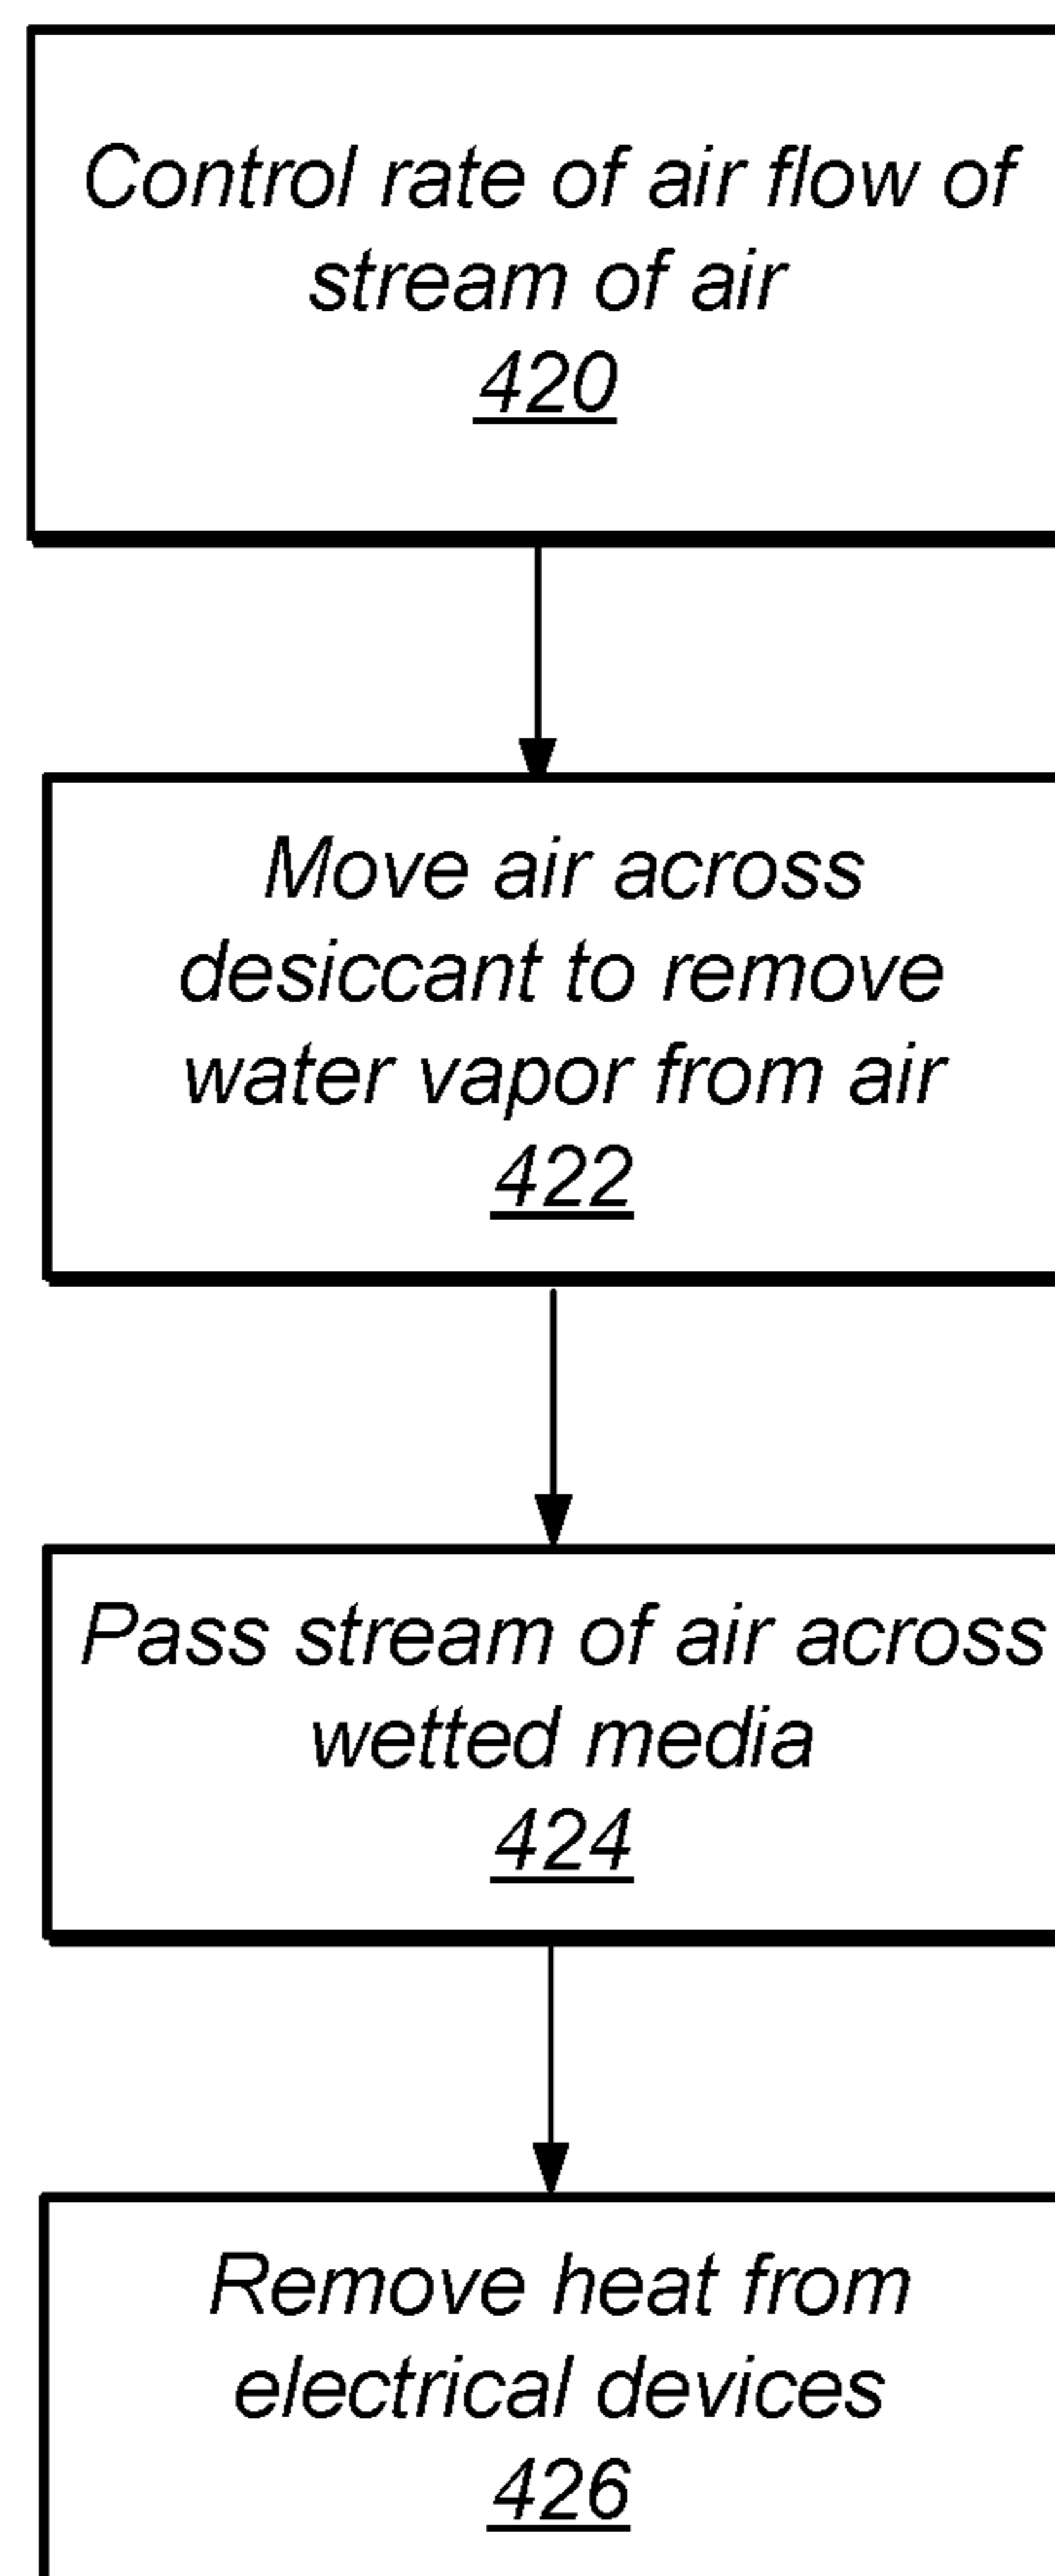 Control rate of air flow of
stream of air
420
Move air across
desiccant to remove
water vapor from air
422
Pass stream of air across
wetted media
424
Remove heat from
electrical devices
426